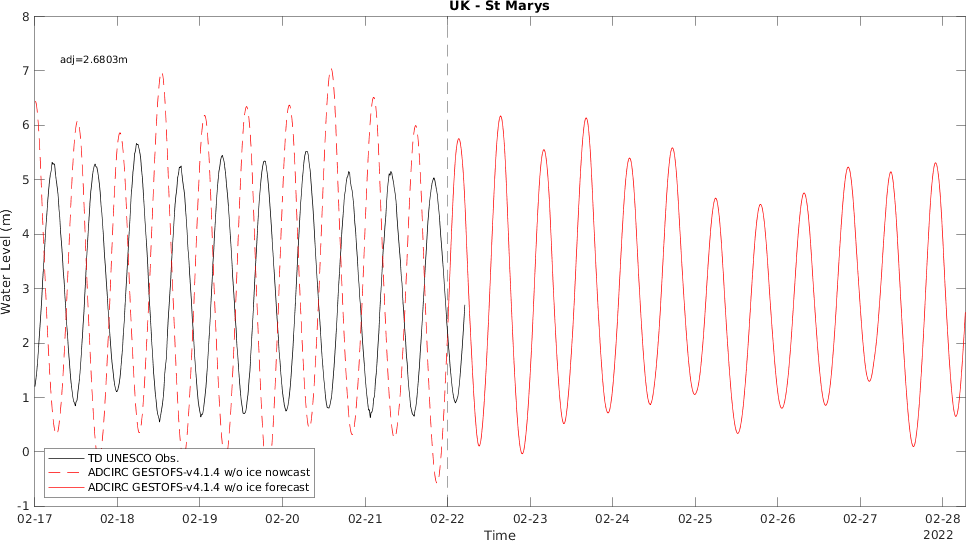 UK - St Marys
adj=2.6803m
Water Level (m)
8
7
6
5
4
3
2
1
0
-1
TD UNESCO Obs.
ADCIRC GESTOFS-v4.1.4 w/o ice nowcast
ADCIRC GESTOFS-v4.1.4 w/o ice forecast
02-17 02-18 02-19 02-20 02-21 02-22 02-23 02-24 02-25 02-26 02-27 02-28
Time
2022